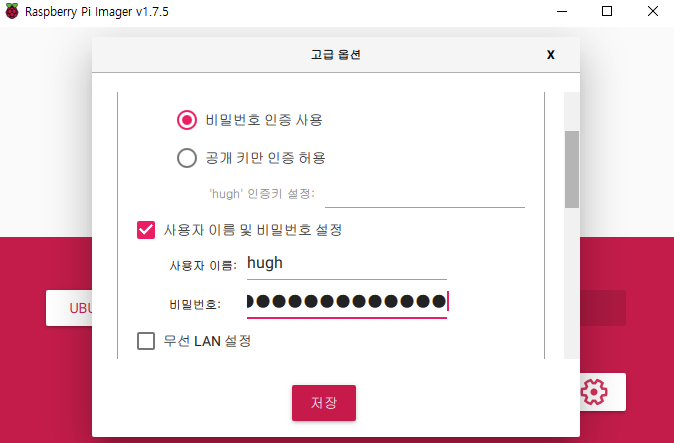 Raspberry Pi Imager v1.7.5
고급 옵션 X
비밀번호 인증 사용
공개 키만 인증 허용
'hugh' 인증키 설정:
사용자 이름 및 비밀번호 설정
사용자 이름: hugh
UBU
비밀번호: ●●●●●●●●●●●●●●
무선 LAN 설정
저장